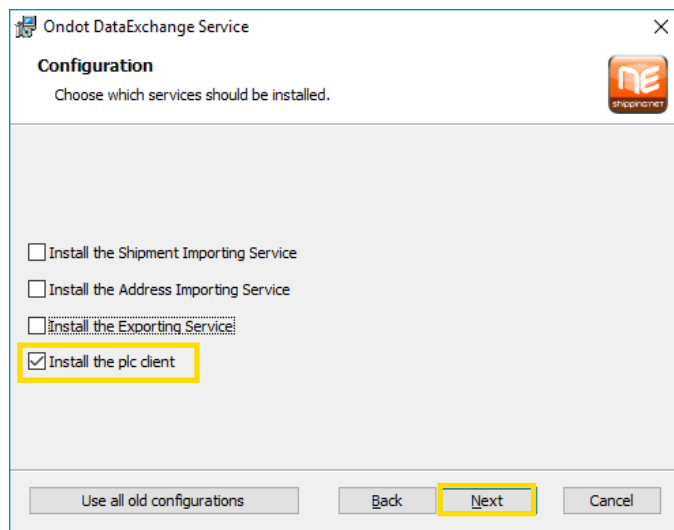 Ondot DataExchange Service
Configuration
Choose which services should be installed.
NE
shippingnet
Install the Shipment Importing Service
Install the Address Importing Service
Install the Exporting Service
Install the plc client
Use all old configurations
Back
Next
Cancel